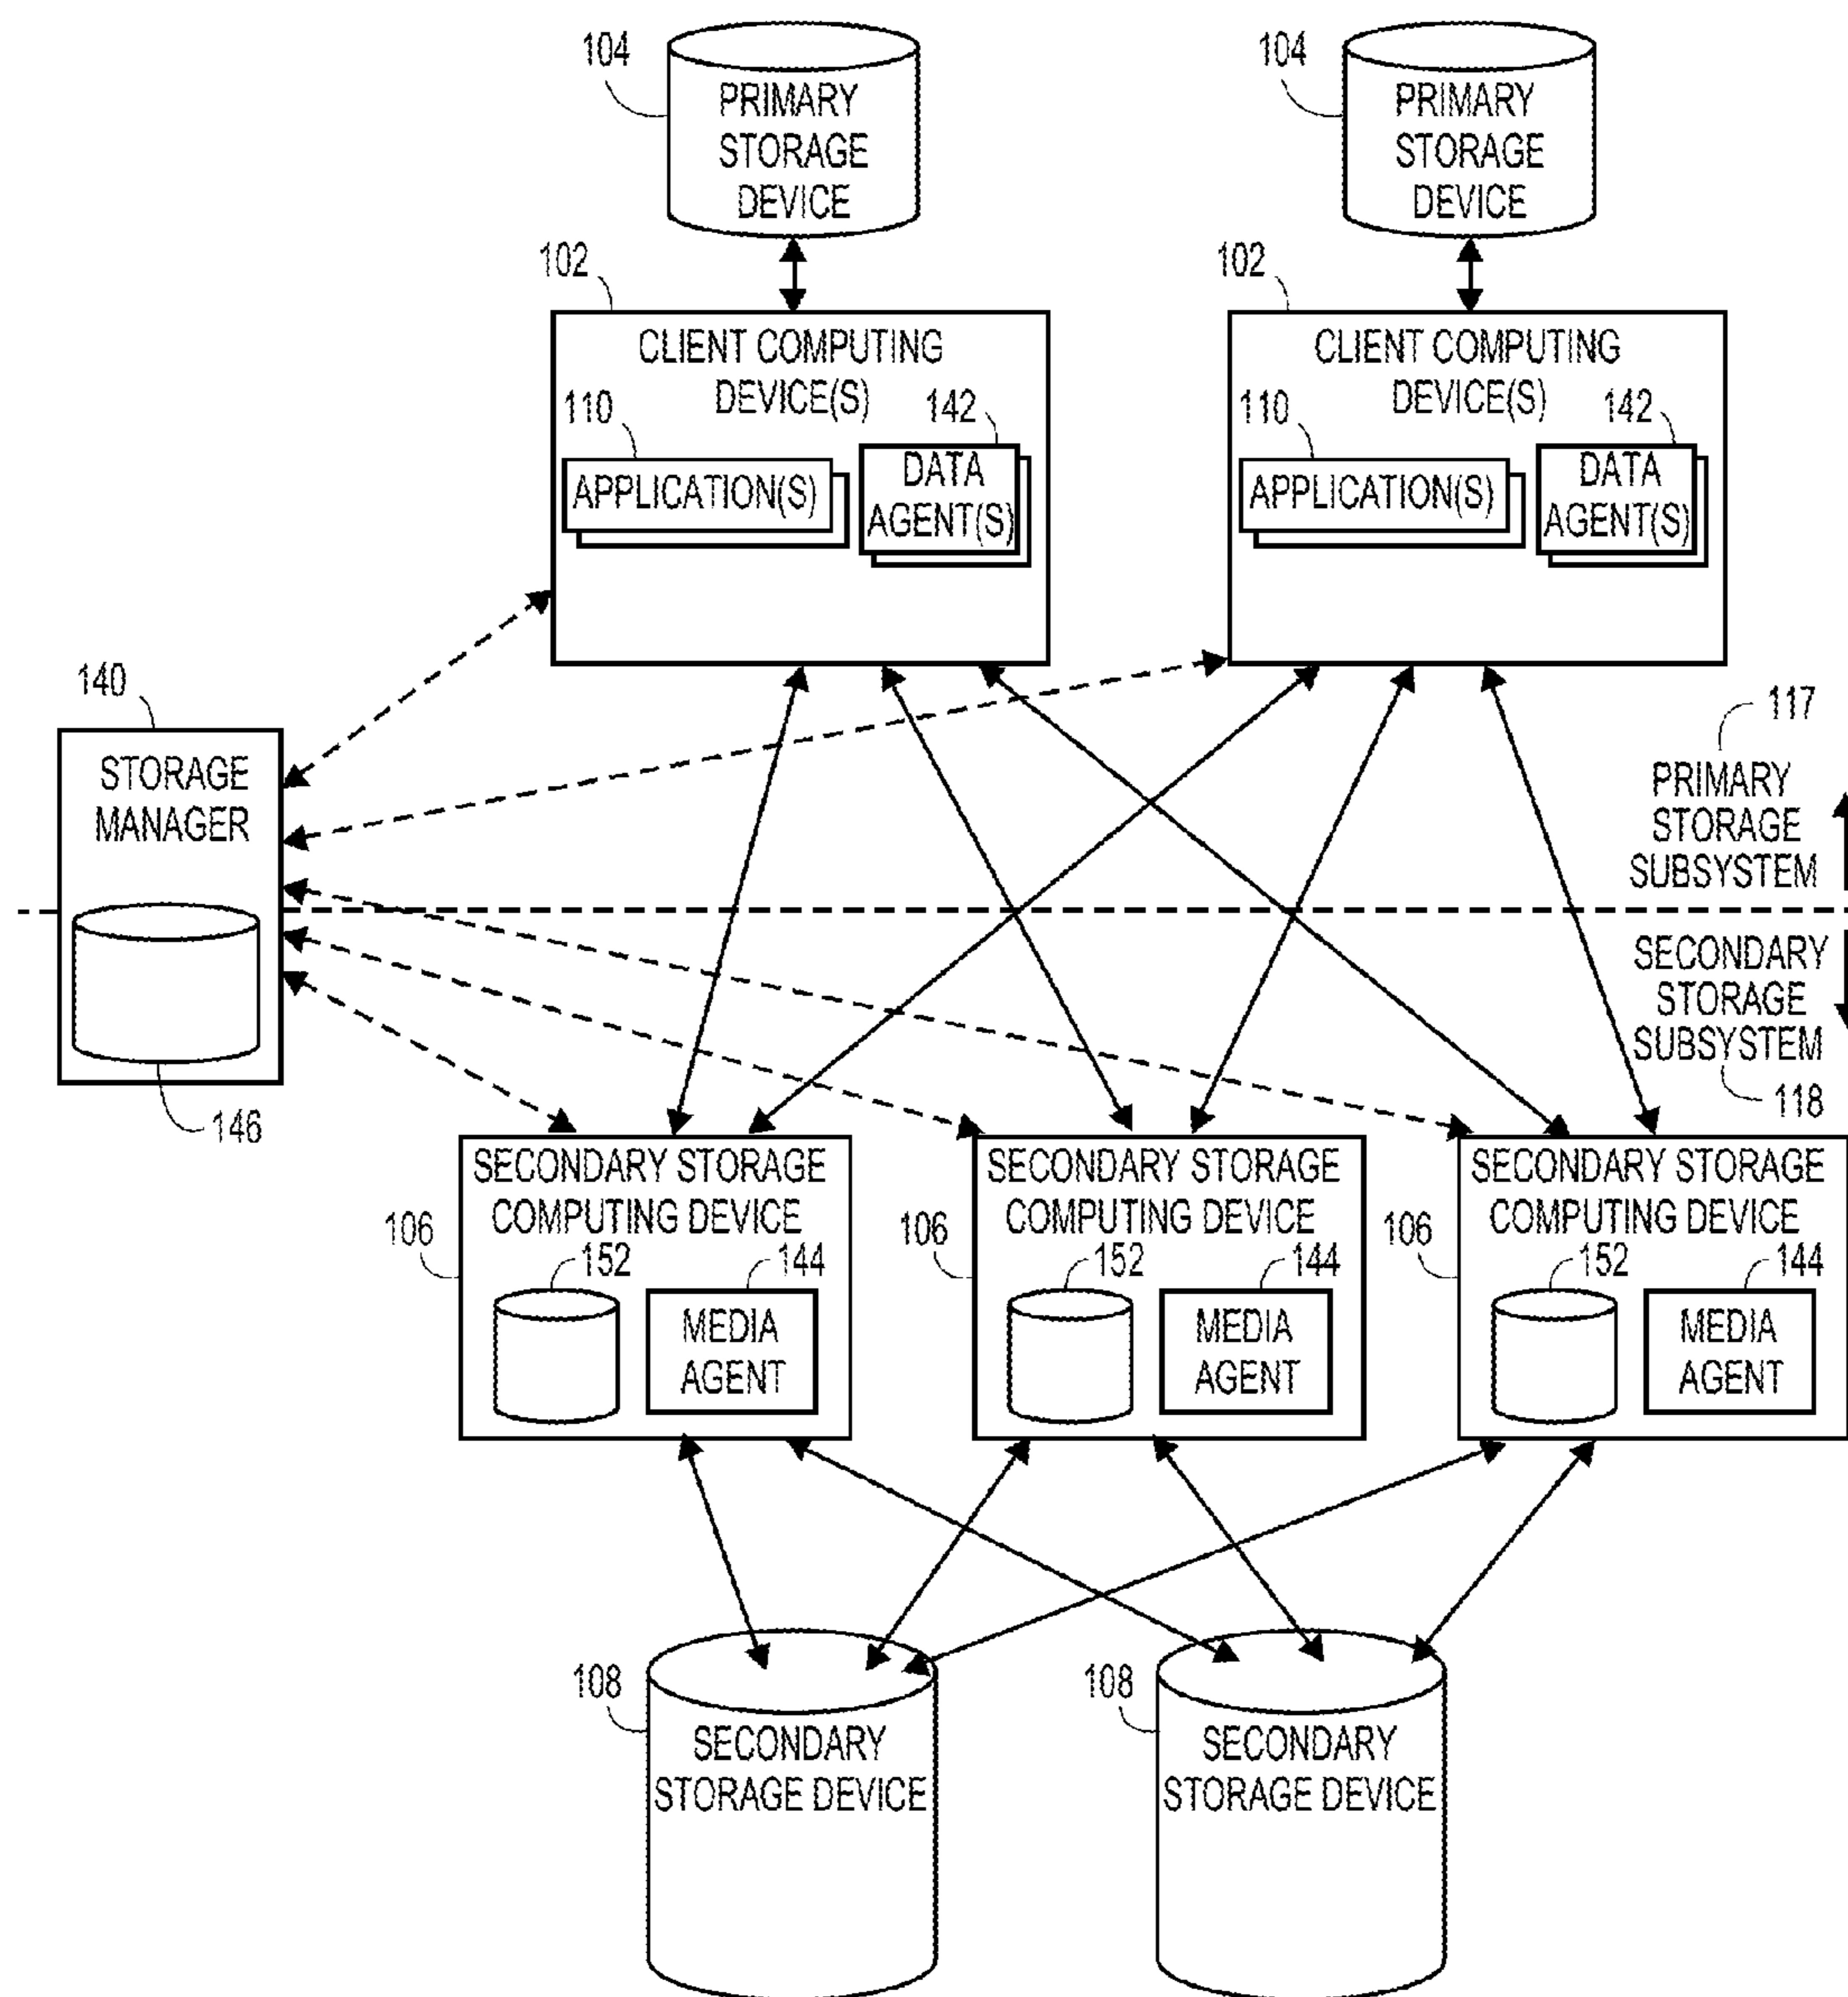 104
PRIMARY
STORAGE
DEVICE
104
PRIMARY
STORAGE
DEVICE
102
CLIENT COMPUTING
DEVICE(S)
110
142
APPLICATION(S)
DATA
AGENT(S)
102
CLIENT COMPUTING
DEVICE(S)
110
142
APPLICATION(S)
DATA
AGENT(S)
140
STORAGE
MANAGER
146
117
PRIMARY
STORAGE
SUBSYSTEM
SECONDARY
STORAGE
SUBSYSTEM
118
SECONDARY STORAGE
COMPUTING DEVICE
106
152
144
MEDIA
AGENT
SECONDARY STORAGE
COMPUTING DEVICE
106
152
144
MEDIA
AGENT
SECONDARY STORAGE
COMPUTING DEVICE
106
152
144
MEDIA
AGENT
108
SECONDARY
STORAGE DEVICE
108
SECONDARY
STORAGE DEVICE